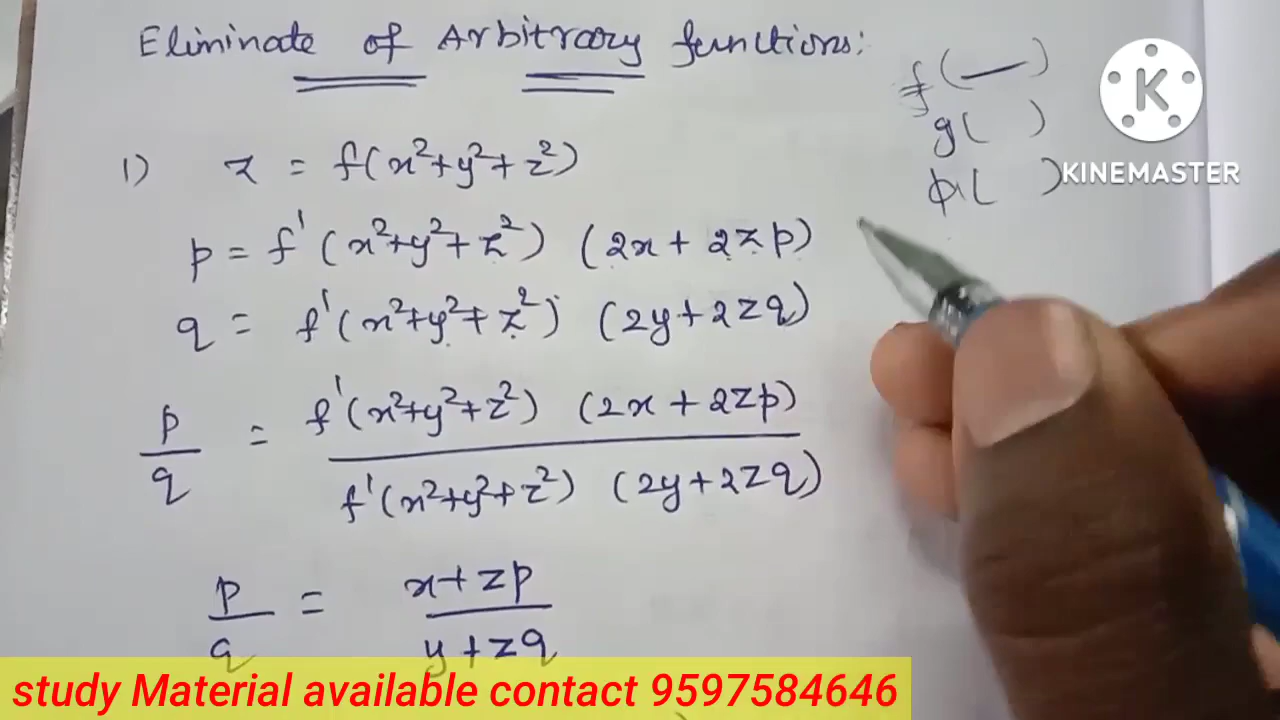 Eliminate of Arbitrary functions:
f(—)
g( )
φ( )
K
KINEMASTER
1) z = f(x²+y²+z²)
p = f'(x²+y²+z²) (2x + 2zp)
q = f'(x²+y²+z²) (2y+2zq)
p/q = f'(x²+y²+z²) (2x + 2zp) / f'(x²+y²+z²) (2y+2zq)
p/q = x+zp / y+zq
study Material available contact 9597584646